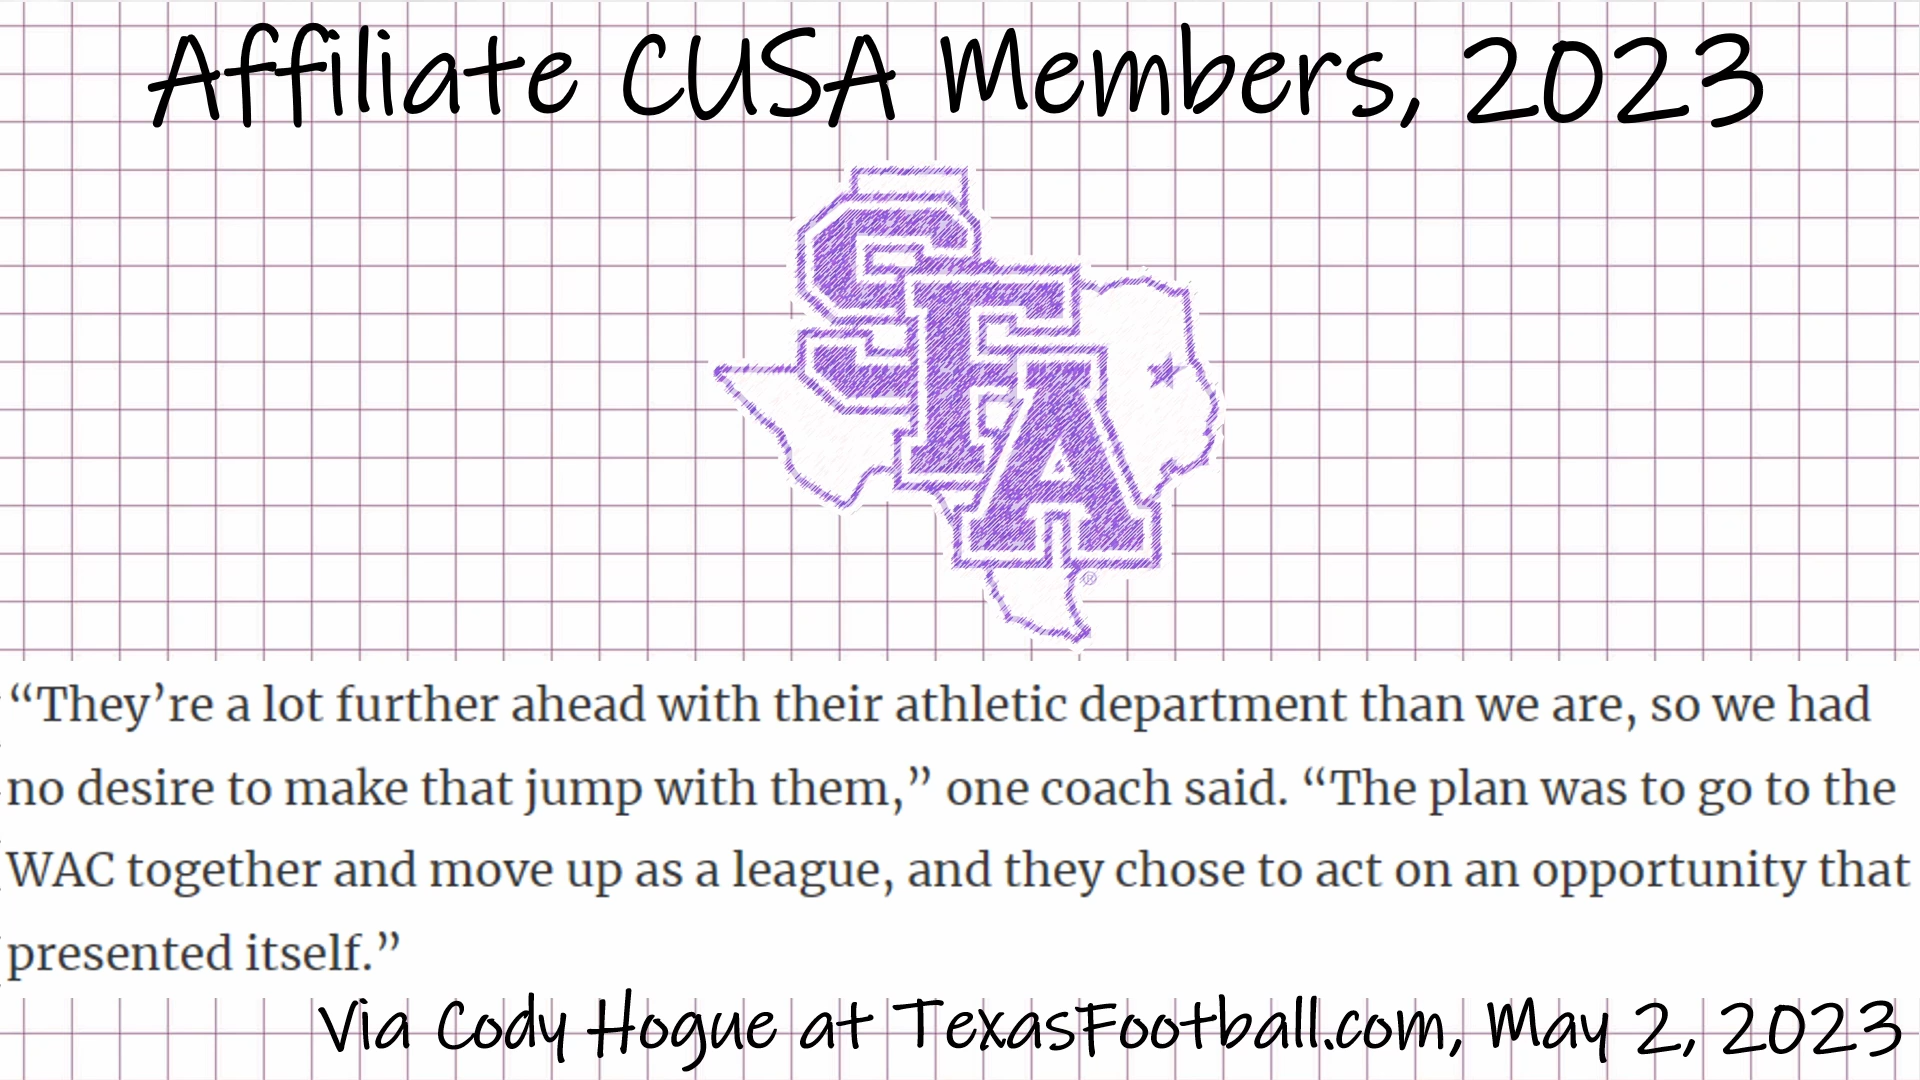 Affiliate CUSA Members, 2023
SFA
®
“They’re a lot further ahead with their athletic department than we are, so we had
no desire to make that jump with them,” one coach said. “The plan was to go to the
WAC together and move up as a league, and they chose to act on an opportunity that
presented itself.”
Via Cody Hogue at TexasFootball.com, May 2, 2023